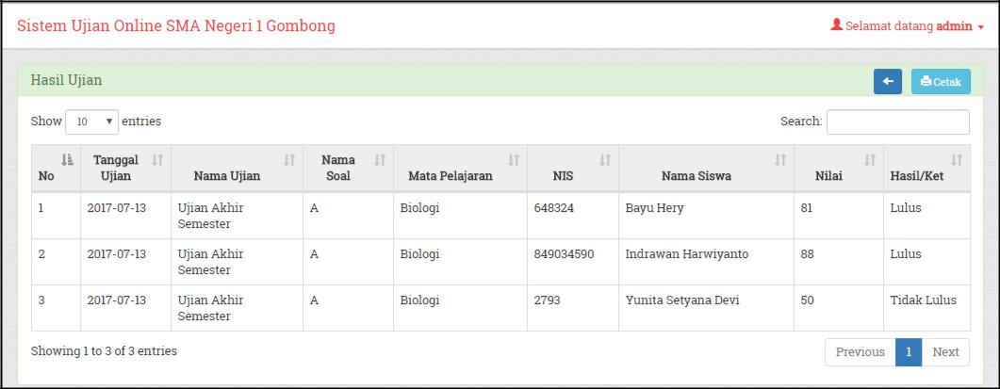 Sistem Ujian Online SMA Negeri 1 Gombong
Selamat datang admin
Hasil Ujian
Cetak
Show 10 entries
Search:
No Tanggal Ujian Nama Ujian Nama Soal Mata Pelajaran NIS Nama Siswa Nilai Hasil/Ket
1 2017-07-13 Ujian Akhir Semester A Biologi 648324 Bayu Hery 81 Lulus
2 2017-07-13 Ujian Akhir Semester A Biologi 849034590 Indrawan Harwiyanto 88 Lulus
3 2017-07-13 Ujian Akhir Semester A Biologi 2793 Yunita Setyana Devi 50 Tidak Lulus
Showing 1 to 3 of 3 entries
Previous 1 Next